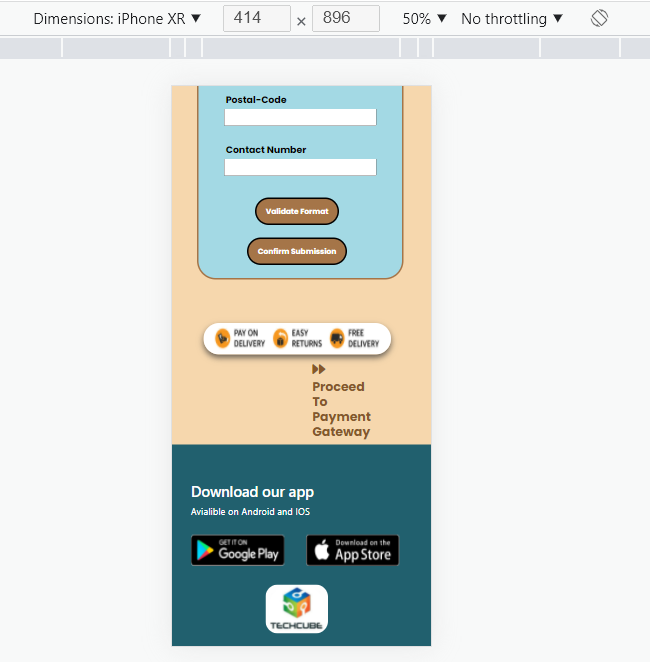 Dimensions: iPhone XR ▼ 414 × 896 50% ▼ No throttling ▼
Postal-Code
Contact Number
Validate Format
Confirm Submission
PAY ON DELIVERY
EASY RETURNS
FREE DELIVERY
Proceed
To
Payment
Gateway
Download our app
Avialible on Android and IOS
GET IT ON
Google Play
Download on the
App Store
TECHCUBE